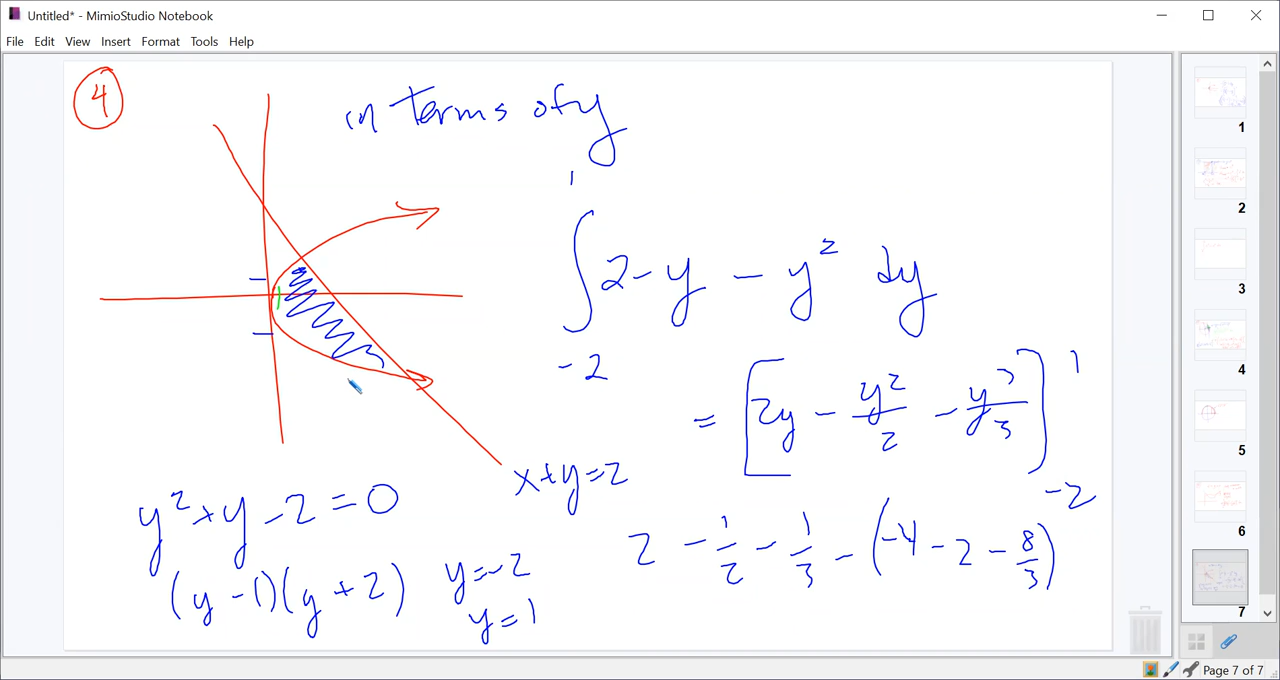 Untitled* - MimioStudio Notebook
File Edit View Insert Format Tools Help
4
in terms of y
∫_{-2}^{1} 2 - y - y² dy
= [2y - y²/2 - y³/3]_{-2}^{1}
x+y=2
y²+y-2=0
2 - 1/2 - 1/3 - (-4 - 2 - 8/3)
(y-1)(y+2)
y=-2
y=1
1
2
3
4
5
6
7
Page 7 of 7